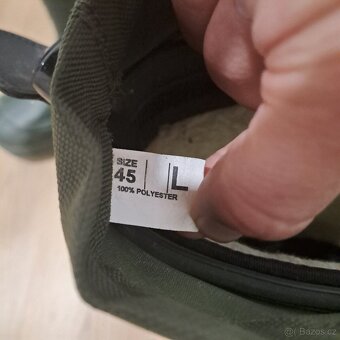 SIZE
45 L
100% POLYESTER
© Bazos.cz